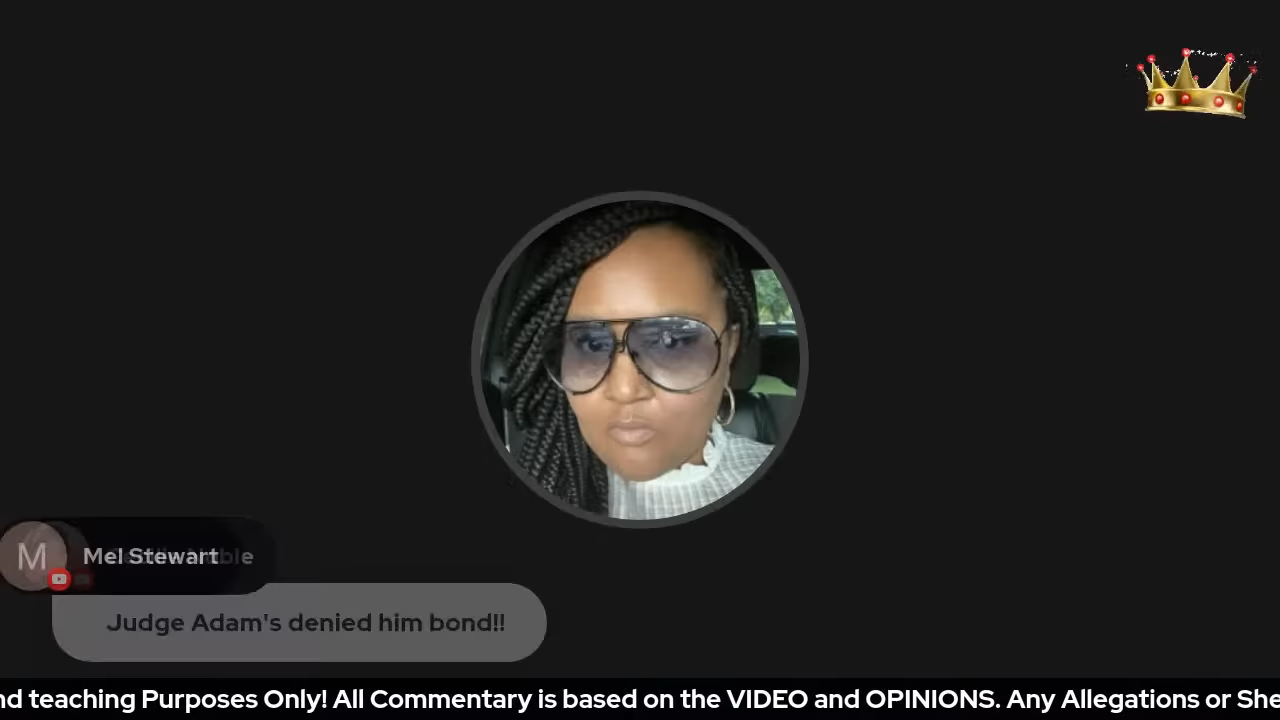 M
Mel Stewart
Judge Adam's denied him bond!!
nd teaching Purposes Only! All Commentary is based on the VIDEO and OPINIONS. Any Allegations or She